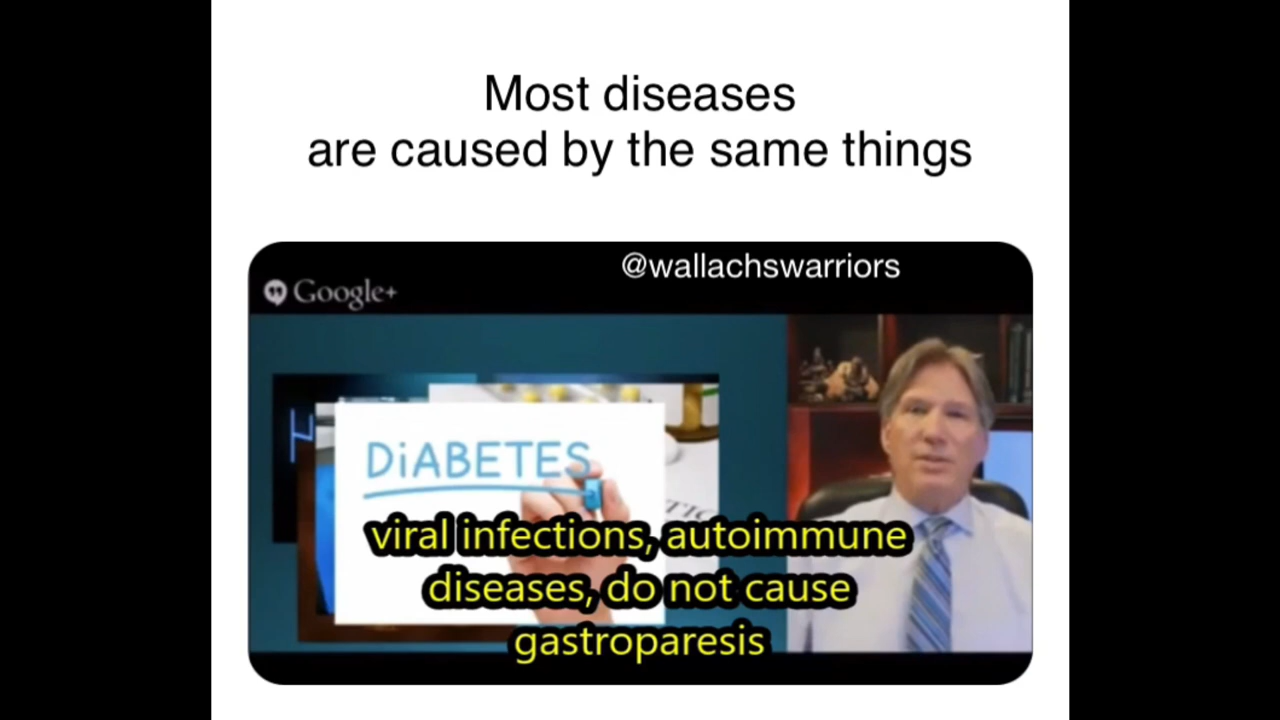 Most diseases
are caused by the same things
@wallachswarriors
Google+
DiABETES
viral infections, autoimmune
diseases, do not cause
gastroparesis